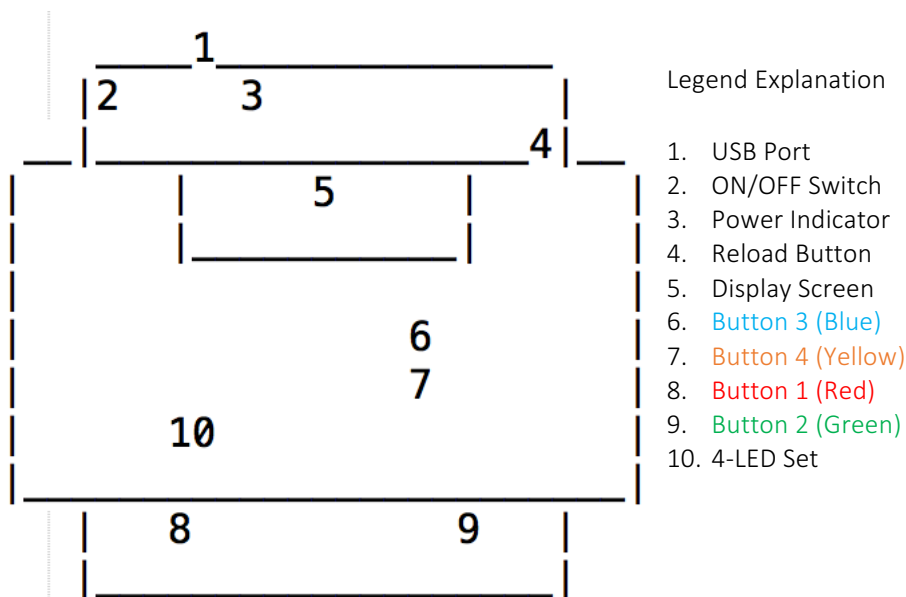 1
2 3
4
5
6
7
10
8 9
Legend Explanation
1. USB Port
2. ON/OFF Switch
3. Power Indicator
4. Reload Button
5. Display Screen
6. Button 3 (Blue)
7. Button 4 (Yellow)
8. Button 1 (Red)
9. Button 2 (Green)
10. 4-LED Set